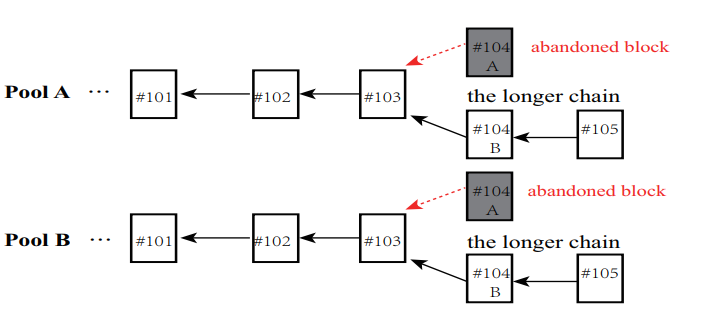 #104 abandoned block
A
Pool A ... #101 #102 #103
the longer chain
#104 #105
B
#104 abandoned block
A
Pool B ... #101 #102 #103
the longer chain
#104 #105
B